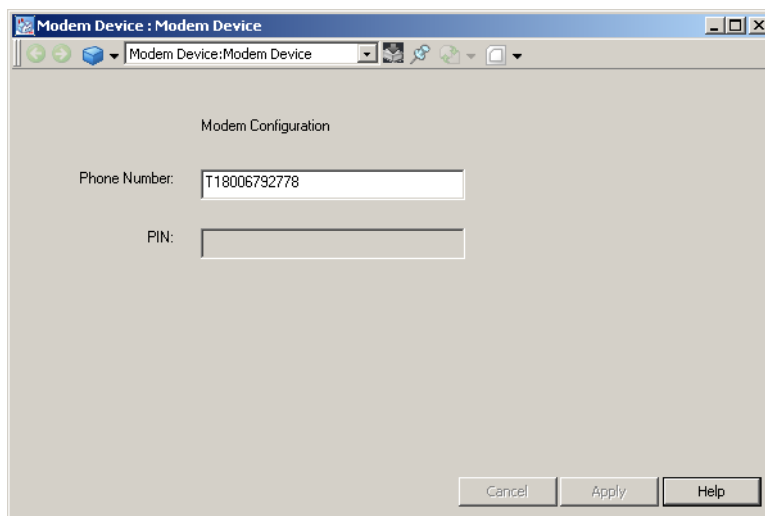 Modem Device : Modem Device
Modem Device:Modem Device
Modem Configuration
Phone Number:
T18006792778
PIN:
Cancel
Apply
Help